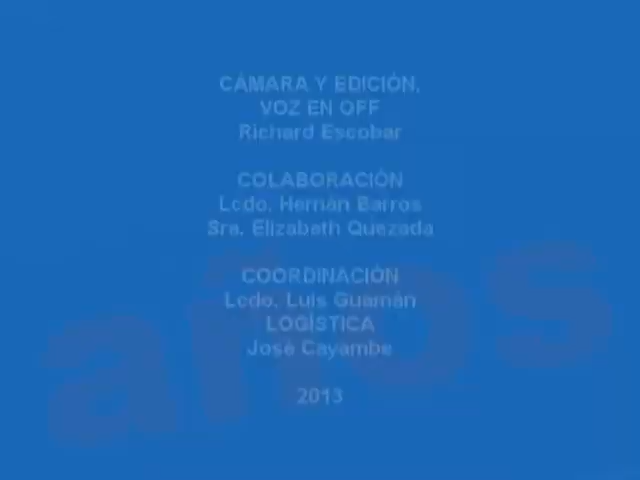 CÁMARA Y EDICIÓN,
VOZ EN OFF
Richard Escobar
COLABORACIÓN
Lcdo. Hernán Barros
Sra. Elizabath Quezada
COORDINACIÓN
Lcdo. Luis Guamán
LOGÍSTICA
José Cayambe
2013
años